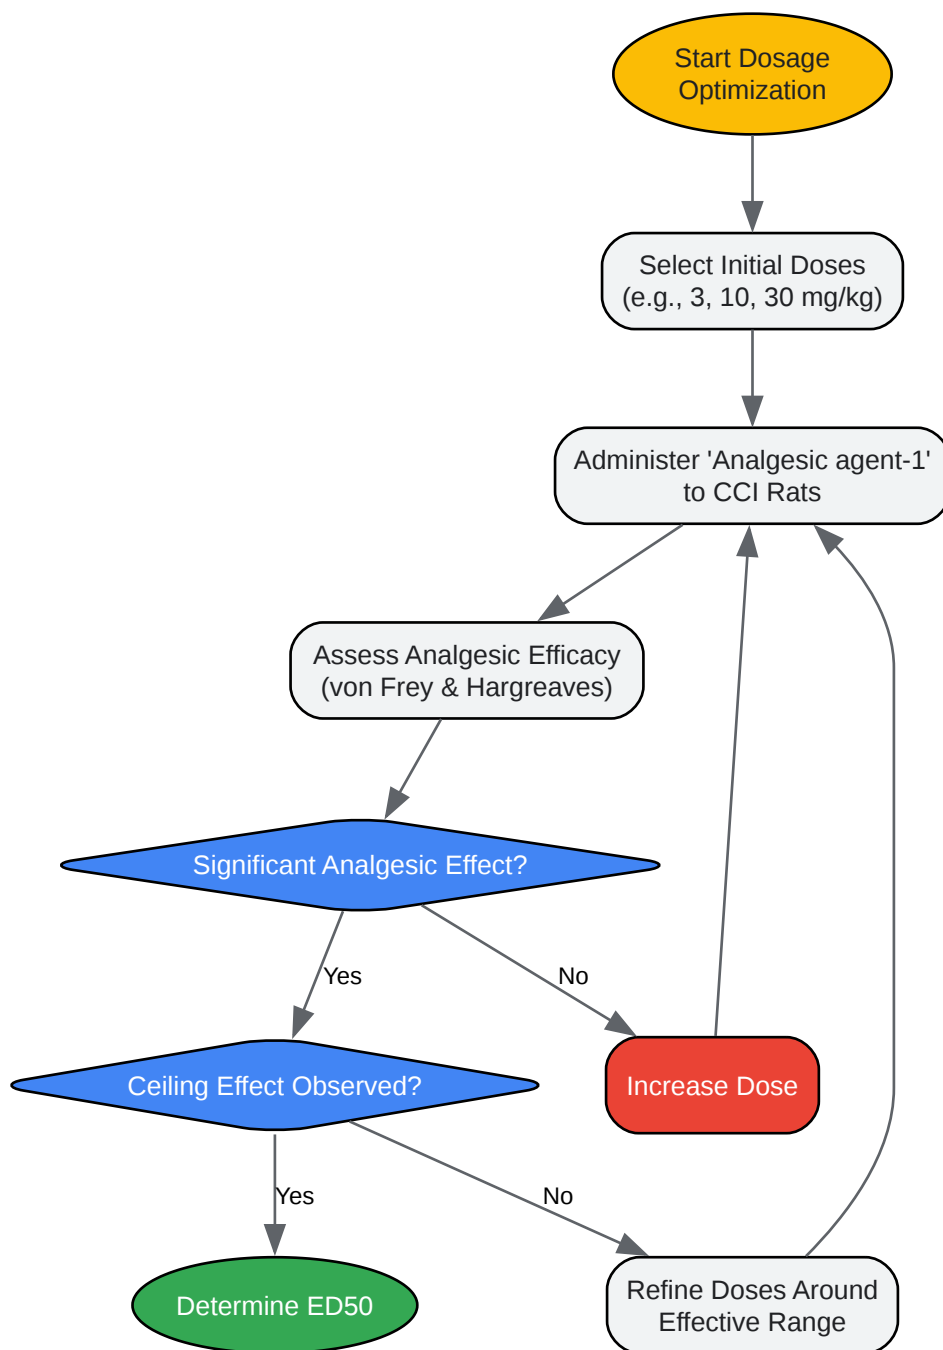 Start Dosage
Optimization
Select Initial Doses
(e.g., 3, 10, 30 mg/kg)
Administer 'Analgesic agent-1'
to CCI Rats
Assess Analgesic Efficacy
(von Frey & Hargreaves)
Significant Analgesic Effect?
Yes
No
Increase Dose
Ceiling Effect Observed?
Yes
No
Determine ED50
Refine Doses Around
Effective Range